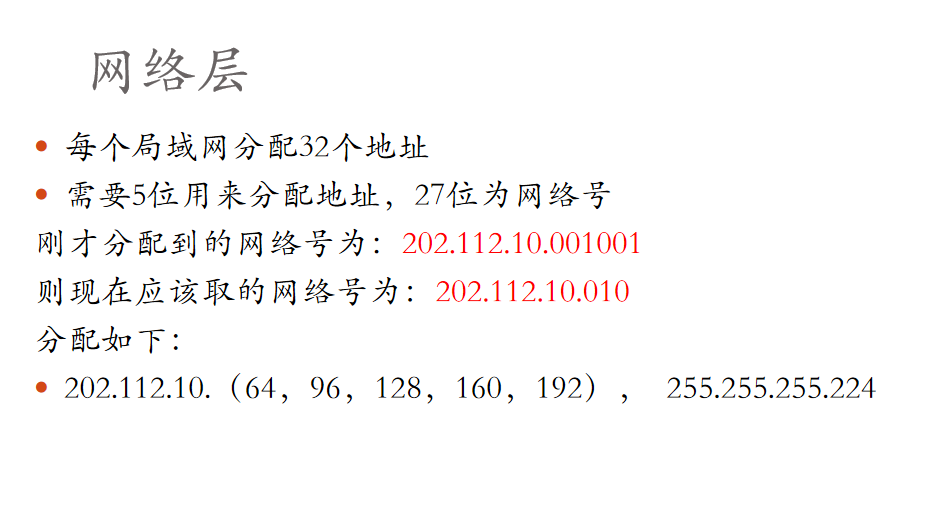 网络层
• 每个局域网分配32个地址
• 需要5位用来分配地址，27位为网络号
刚才分配到的网络号为：202.112.10.001001
则现在应该取的网络号为：202.112.10.010
分配如下：
• 202.112.10.（64，96，128，160，192）， 255.255.255.224